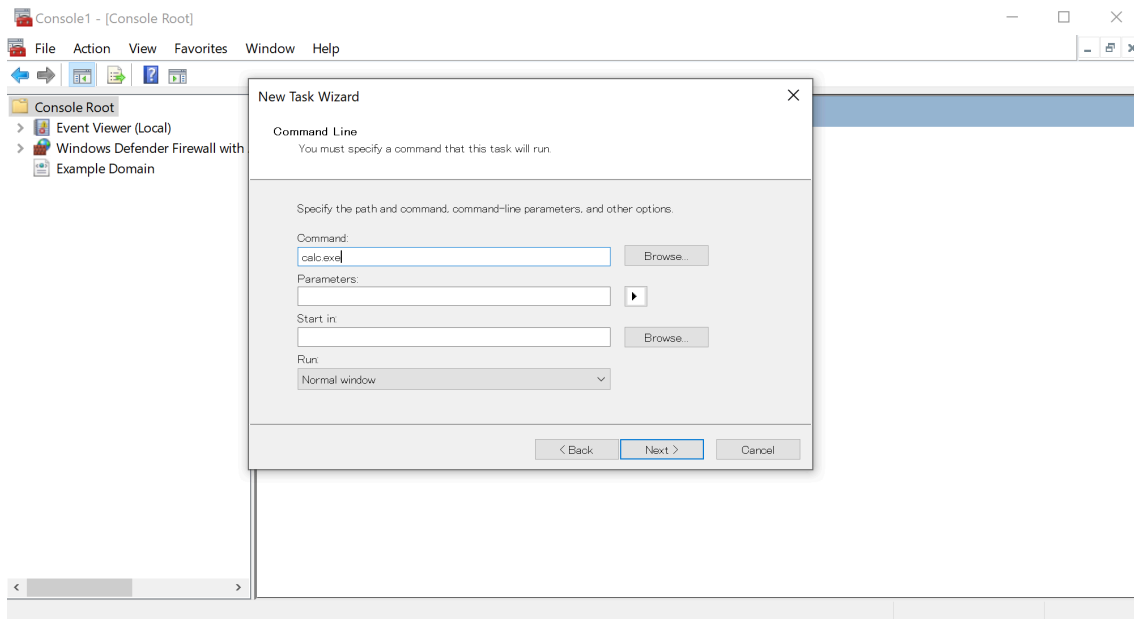 Console1 - [Console Root]
File Action View Favorites Window Help
Console Root
Event Viewer (Local)
Windows Defender Firewall with
Example Domain
New Task Wizard
Command Line
You must specify a command that this task will run.
Specify the path and command, command-line parameters, and other options.
Command:
calc.exe
Browse...
Parameters:
Start in:
Browse...
Run:
Normal window
< Back
Next >
Cancel